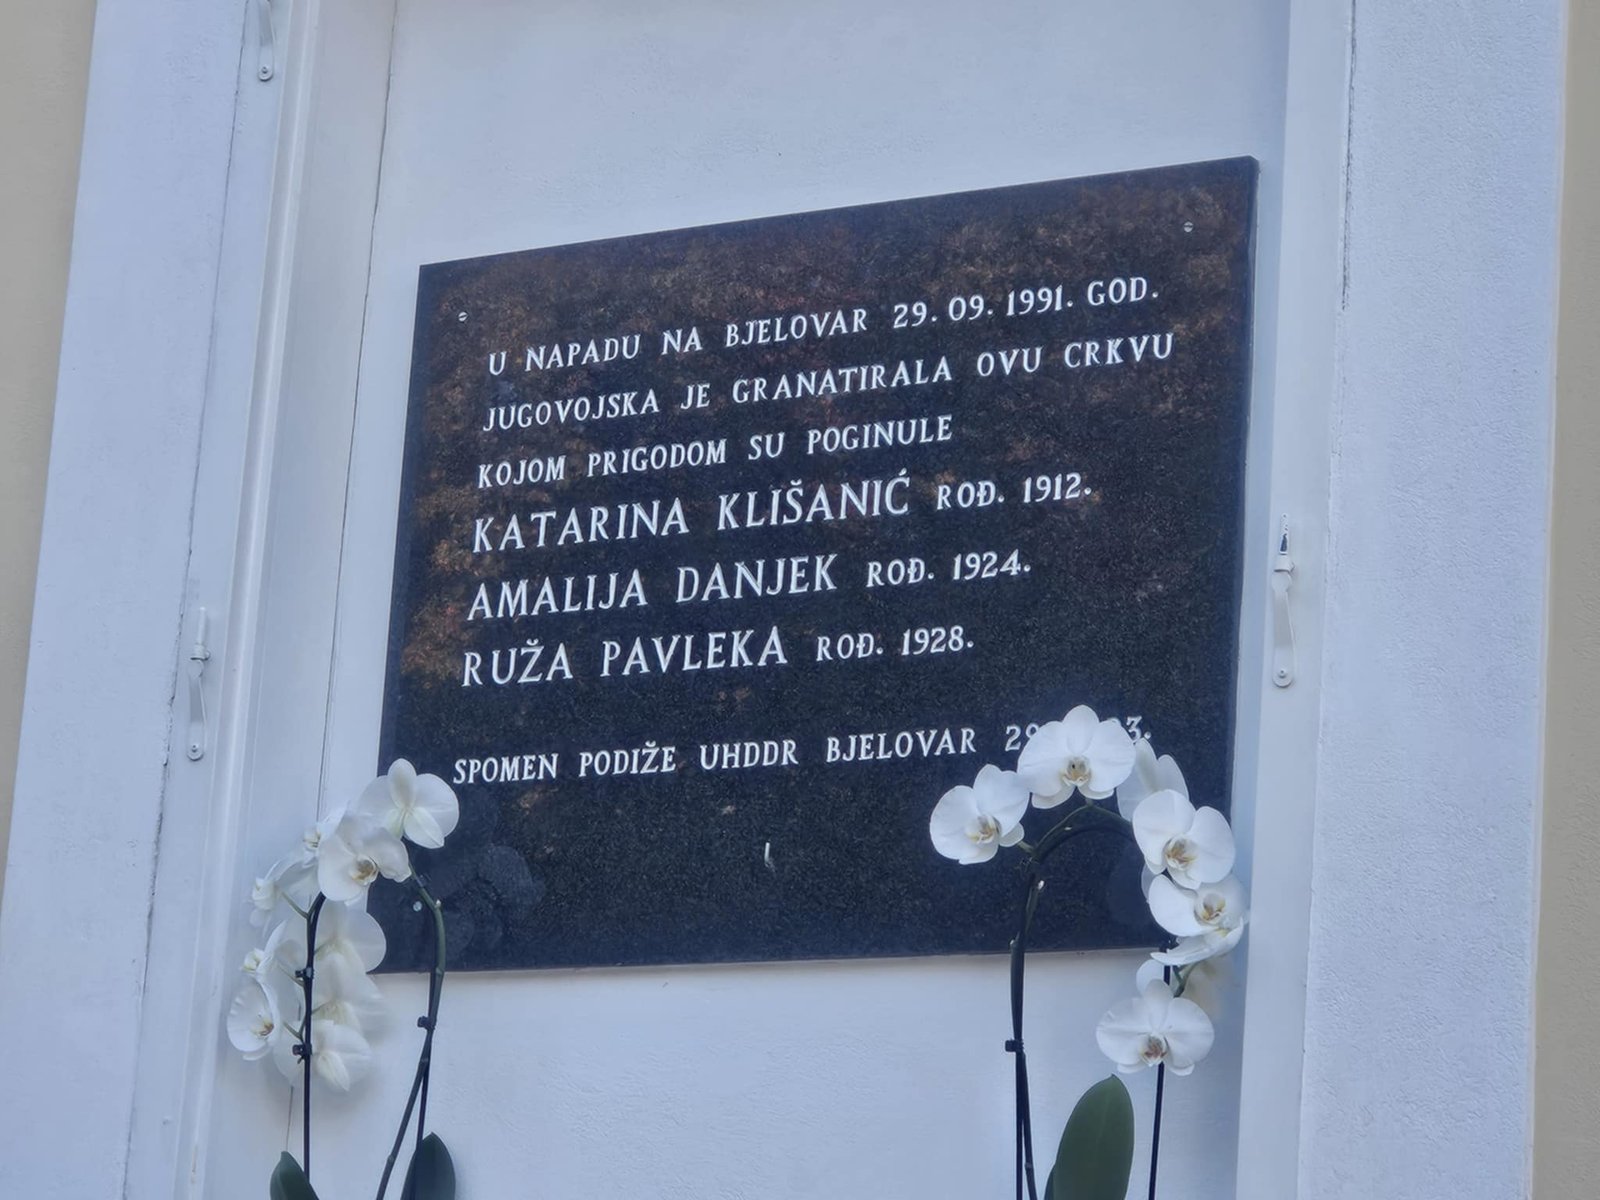 U NAPADU NA BJELOVAR 29.09.1991. GOD.
JUGOVOJSKA JE GRANATIRALA OVU CRKVU
KOJOM PRIGODOM SU POGINULE
KATARINA KLIŠANIĆ ROĐ. 1912.
AMALIJA DANJEK ROĐ. 1924.
RUŽA PAVLEKA ROĐ. 1928.
SPOMEN PODIŽE UHDDR BJELOVAR